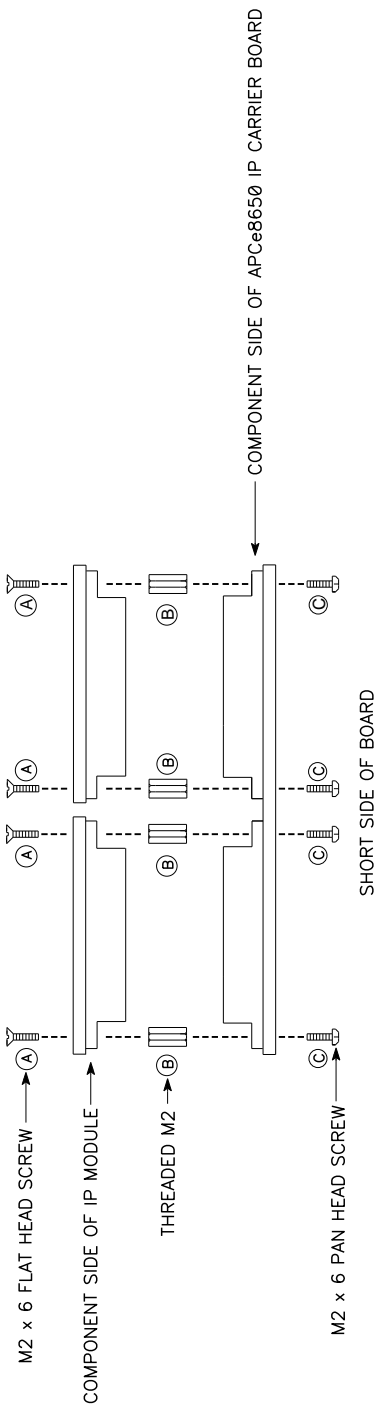 M2 x 6 FLAT HEAD SCREW
A
A
A
A
COMPONENT SIDE OF IP MODULE
THREADED M2
B
B
B
B
COMPONENT SIDE OF APCe8650 IP CARRIER BOARD
M2 x 6 PAN HEAD SCREW
C
C
C
C
SHORT SIDE OF BOARD